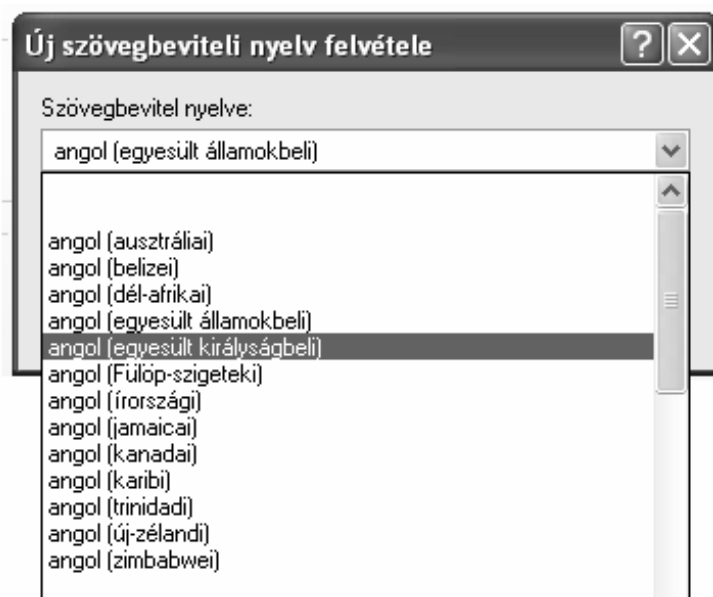 Új szövegbeviteli nyelv felvétele
Szövegbevitel nyelve:
angol (egyesült államokbeli)
angol (ausztráliai)
angol (belizei)
angol (dél-afrikai)
angol (egyesült államokbeli)
angol (egyesült királyságbeli)
angol (Fülöp-szigeteki)
angol (írországi)
angol (jamaicai)
angol (kanadai)
angol (karibi)
angol (trinidadi)
angol (új-zélandi)
angol (zimbabwei)